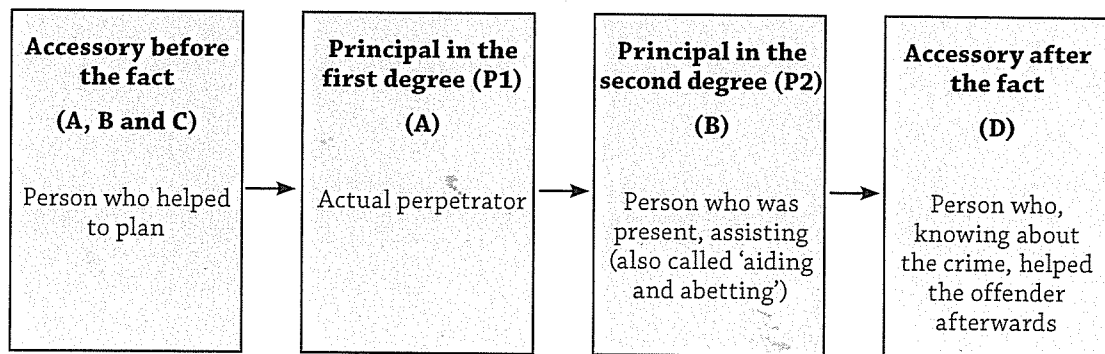 Accessory before
the fact
(A, B and C)
Person who helped
to plan
Principal in the
first degree (P1)
(A)
Actual perpetrator
Principal in the
second degree (P2)
(B)
Person who was
present, assisting
(also called ‘aiding
and abetting’)
Accessory after
the fact
(D)
Person who,
knowing about
the crime, helped
the offender
afterwards